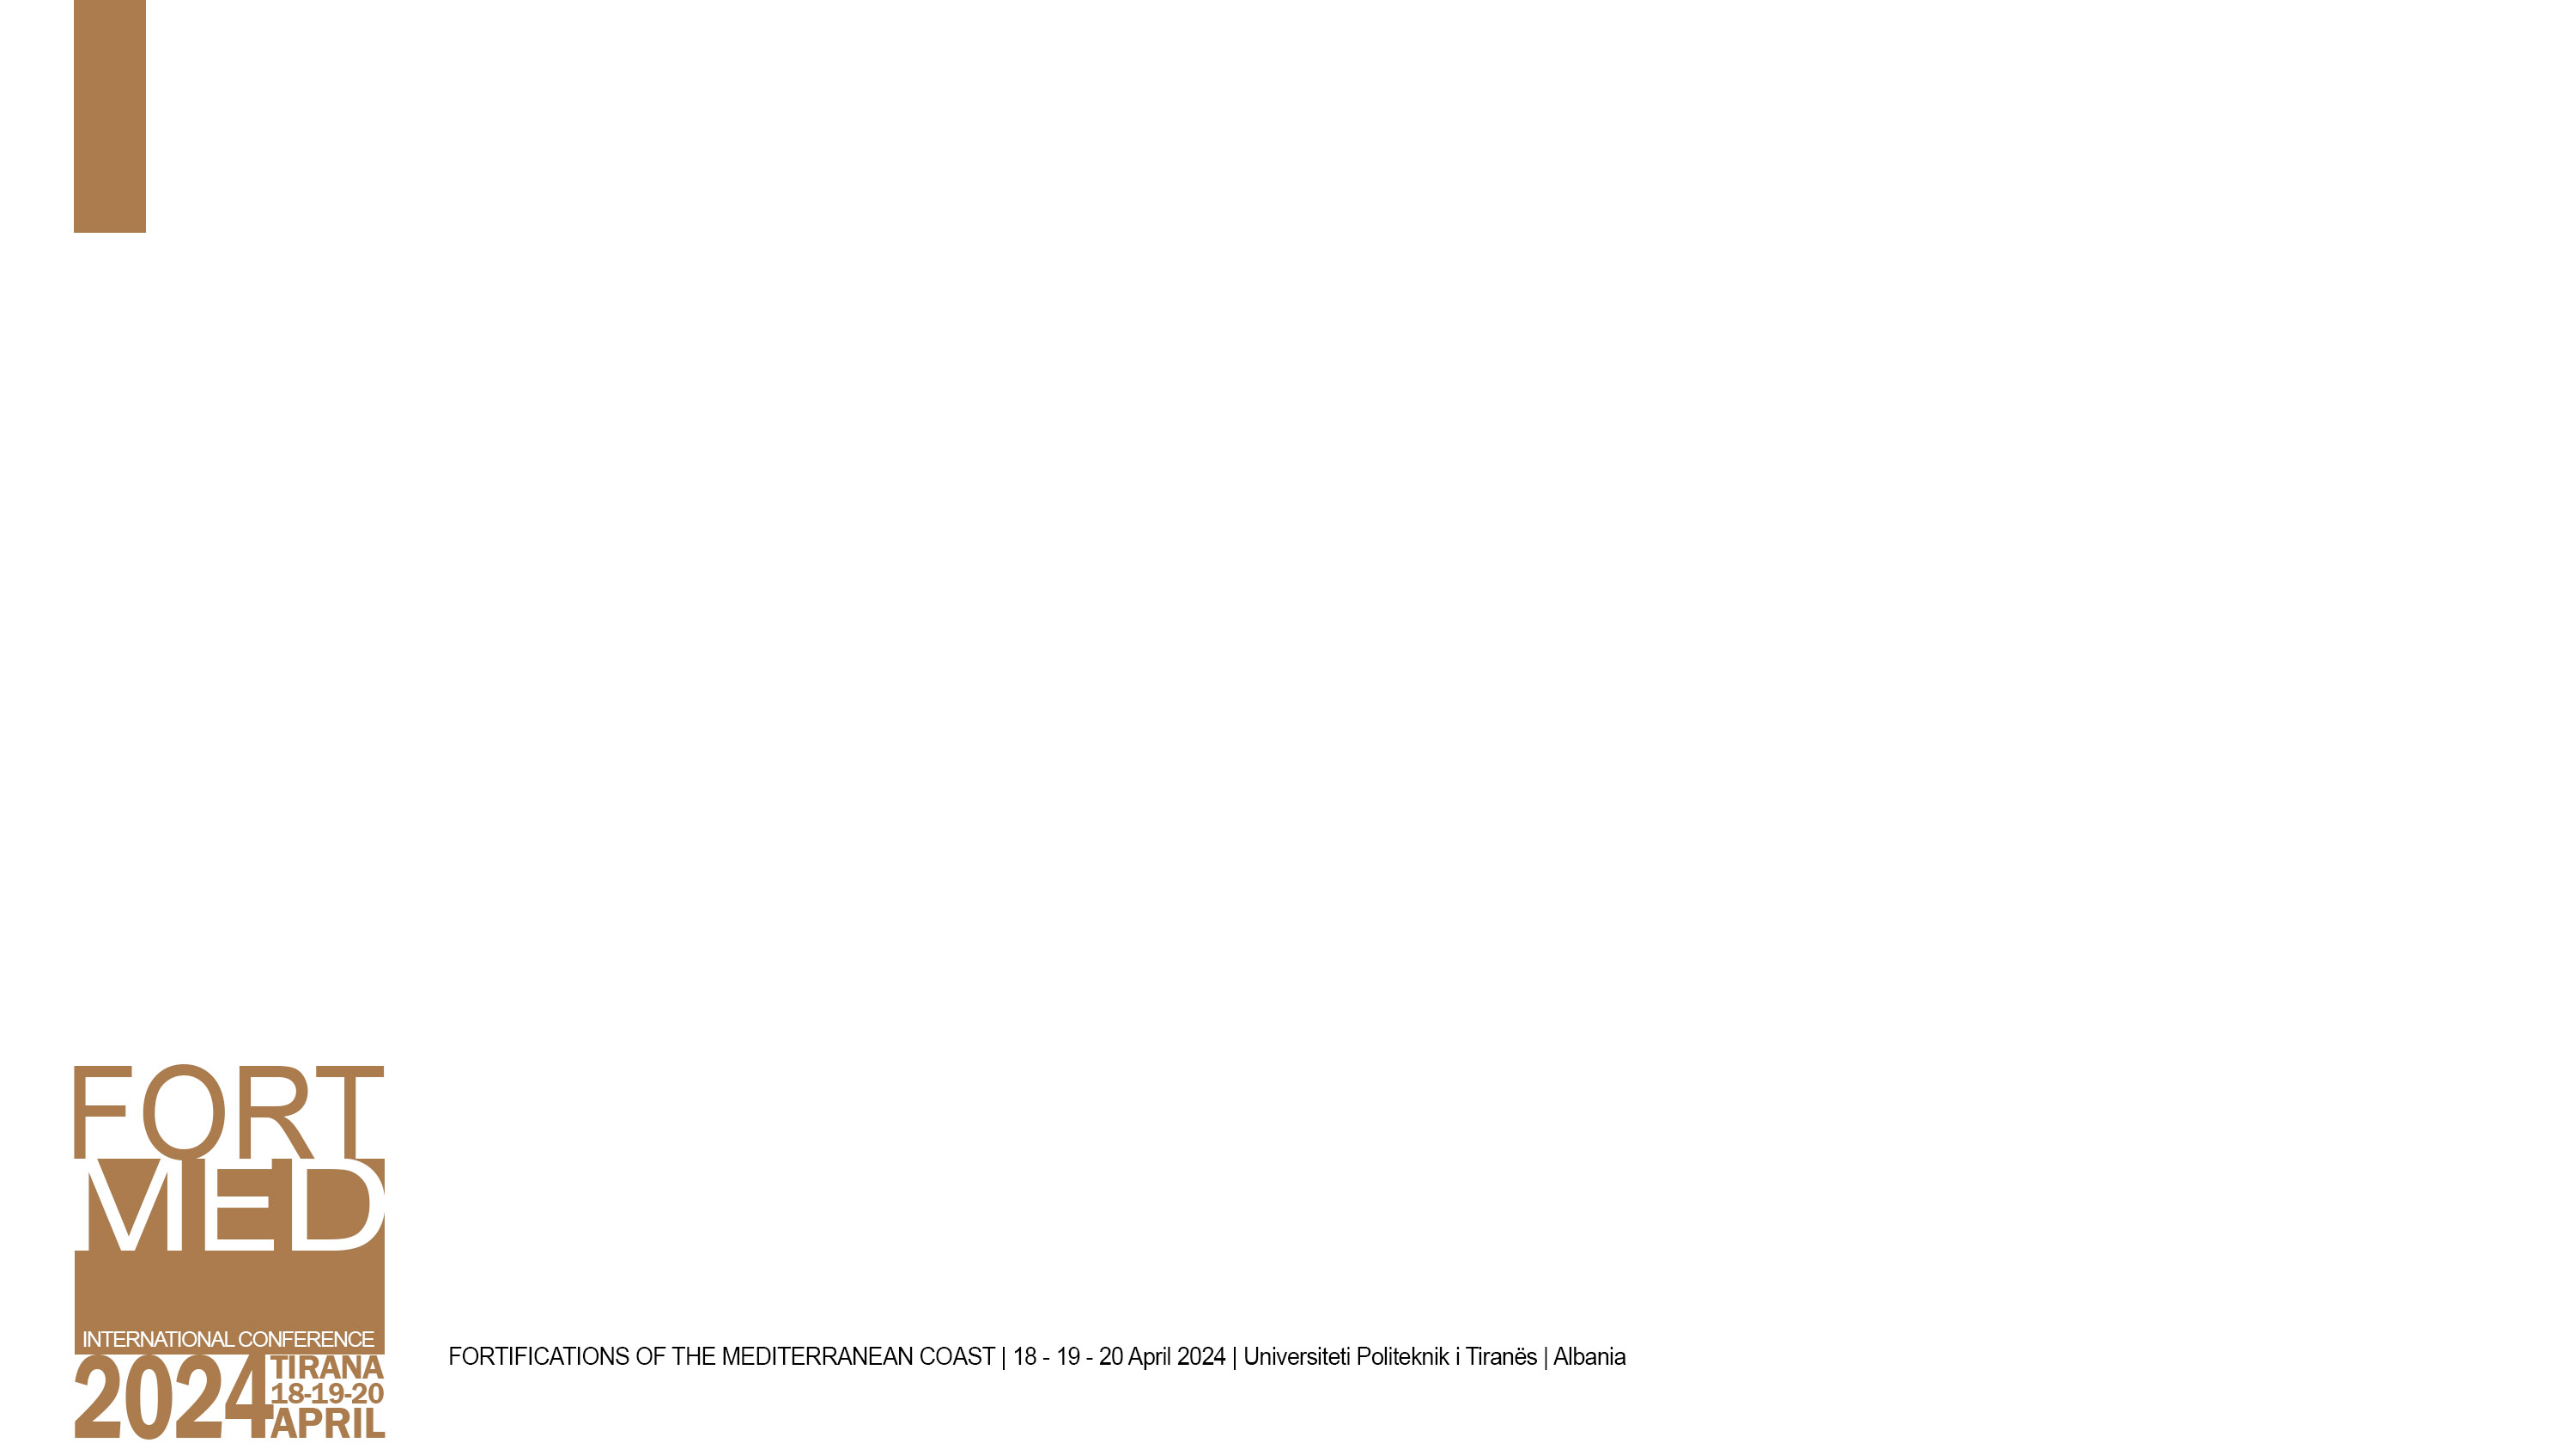 FORT
MED
INTERNATIONAL CONFERENCE
2024
TIRANA
18-19-20
APRIL
FORTIFICATIONS OF THE MEDITERRANEAN COAST | 18 - 19 - 20 April 2024 | Universiteti Politeknik i Tiranës | Albania